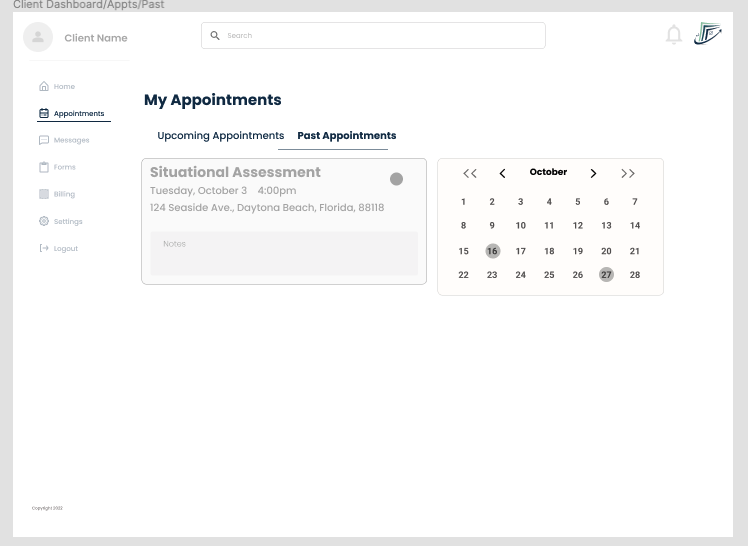 Client Dashboard/Appts/Past
Client Name
Search
Home
Appointments
Messages
Forms
Billing
Settings
Logout
My Appointments
Upcoming Appointments Past Appointments
Situational Assessment
Tuesday, October 3 4:00pm
124 Seaside Ave., Daytona Beach, Florida, 88118
Notes
<< < October > >>
1 2 3 4 5 6 7
8 9 10 11 12 13 14
15 16 17 18 19 20 21
22 23 24 25 26 27 28
Copyright 2022